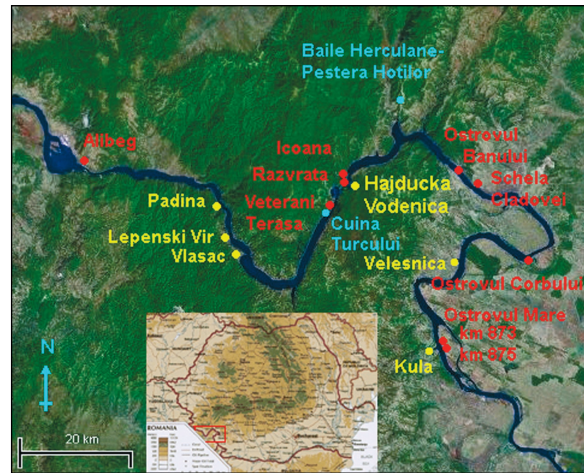 Baile Herculane-
Pestera Hotilor
Alibeg
Icoana
Razvrata
Ostrovul
Banului
Schela
Cladovei
Hajducka
Vodenica
Padina
Veterani
Terasa
Cuina
Turcului
Lepenski Vir
Vlasac
Velesnica
Ostrovul Corbului
Ostrovul Mare
km 873
km 875
Kula
N
20 km
ROMANIA